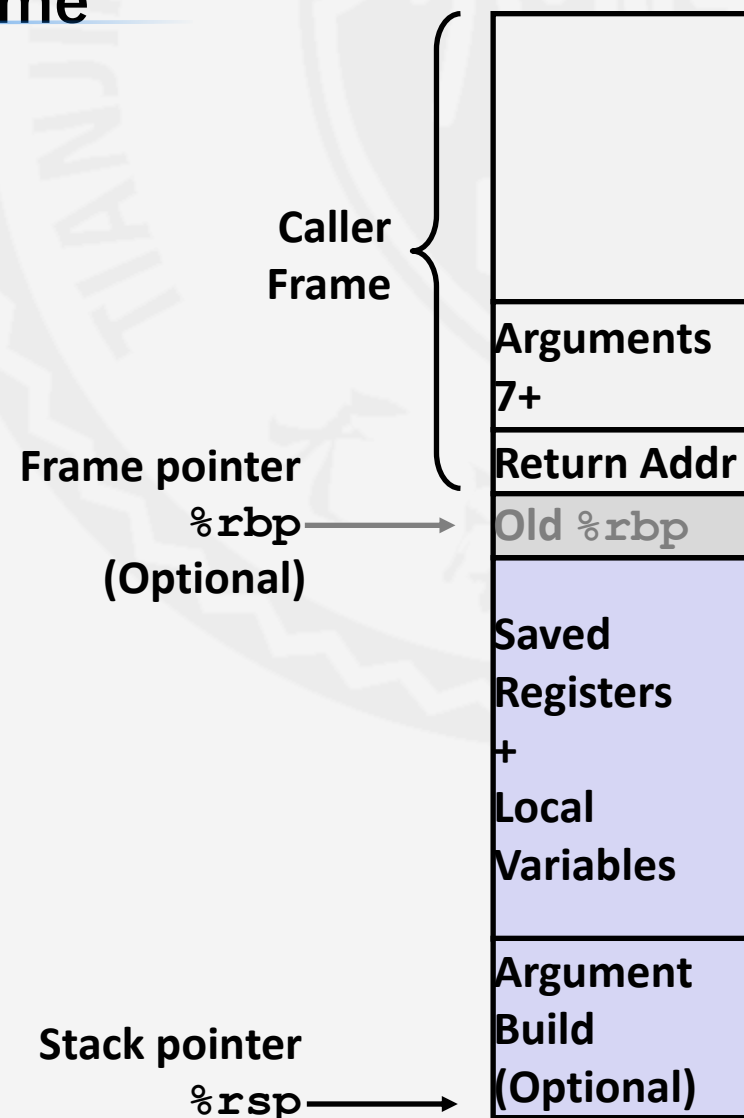 me
TIANJI
Caller
Frame
Arguments
7+
Return Addr
Frame pointer
%rbp
(Optional)
Old %rbp
Saved
Registers
+
Local
Variables
Argument
Build
(Optional)
Stack pointer
%rsp